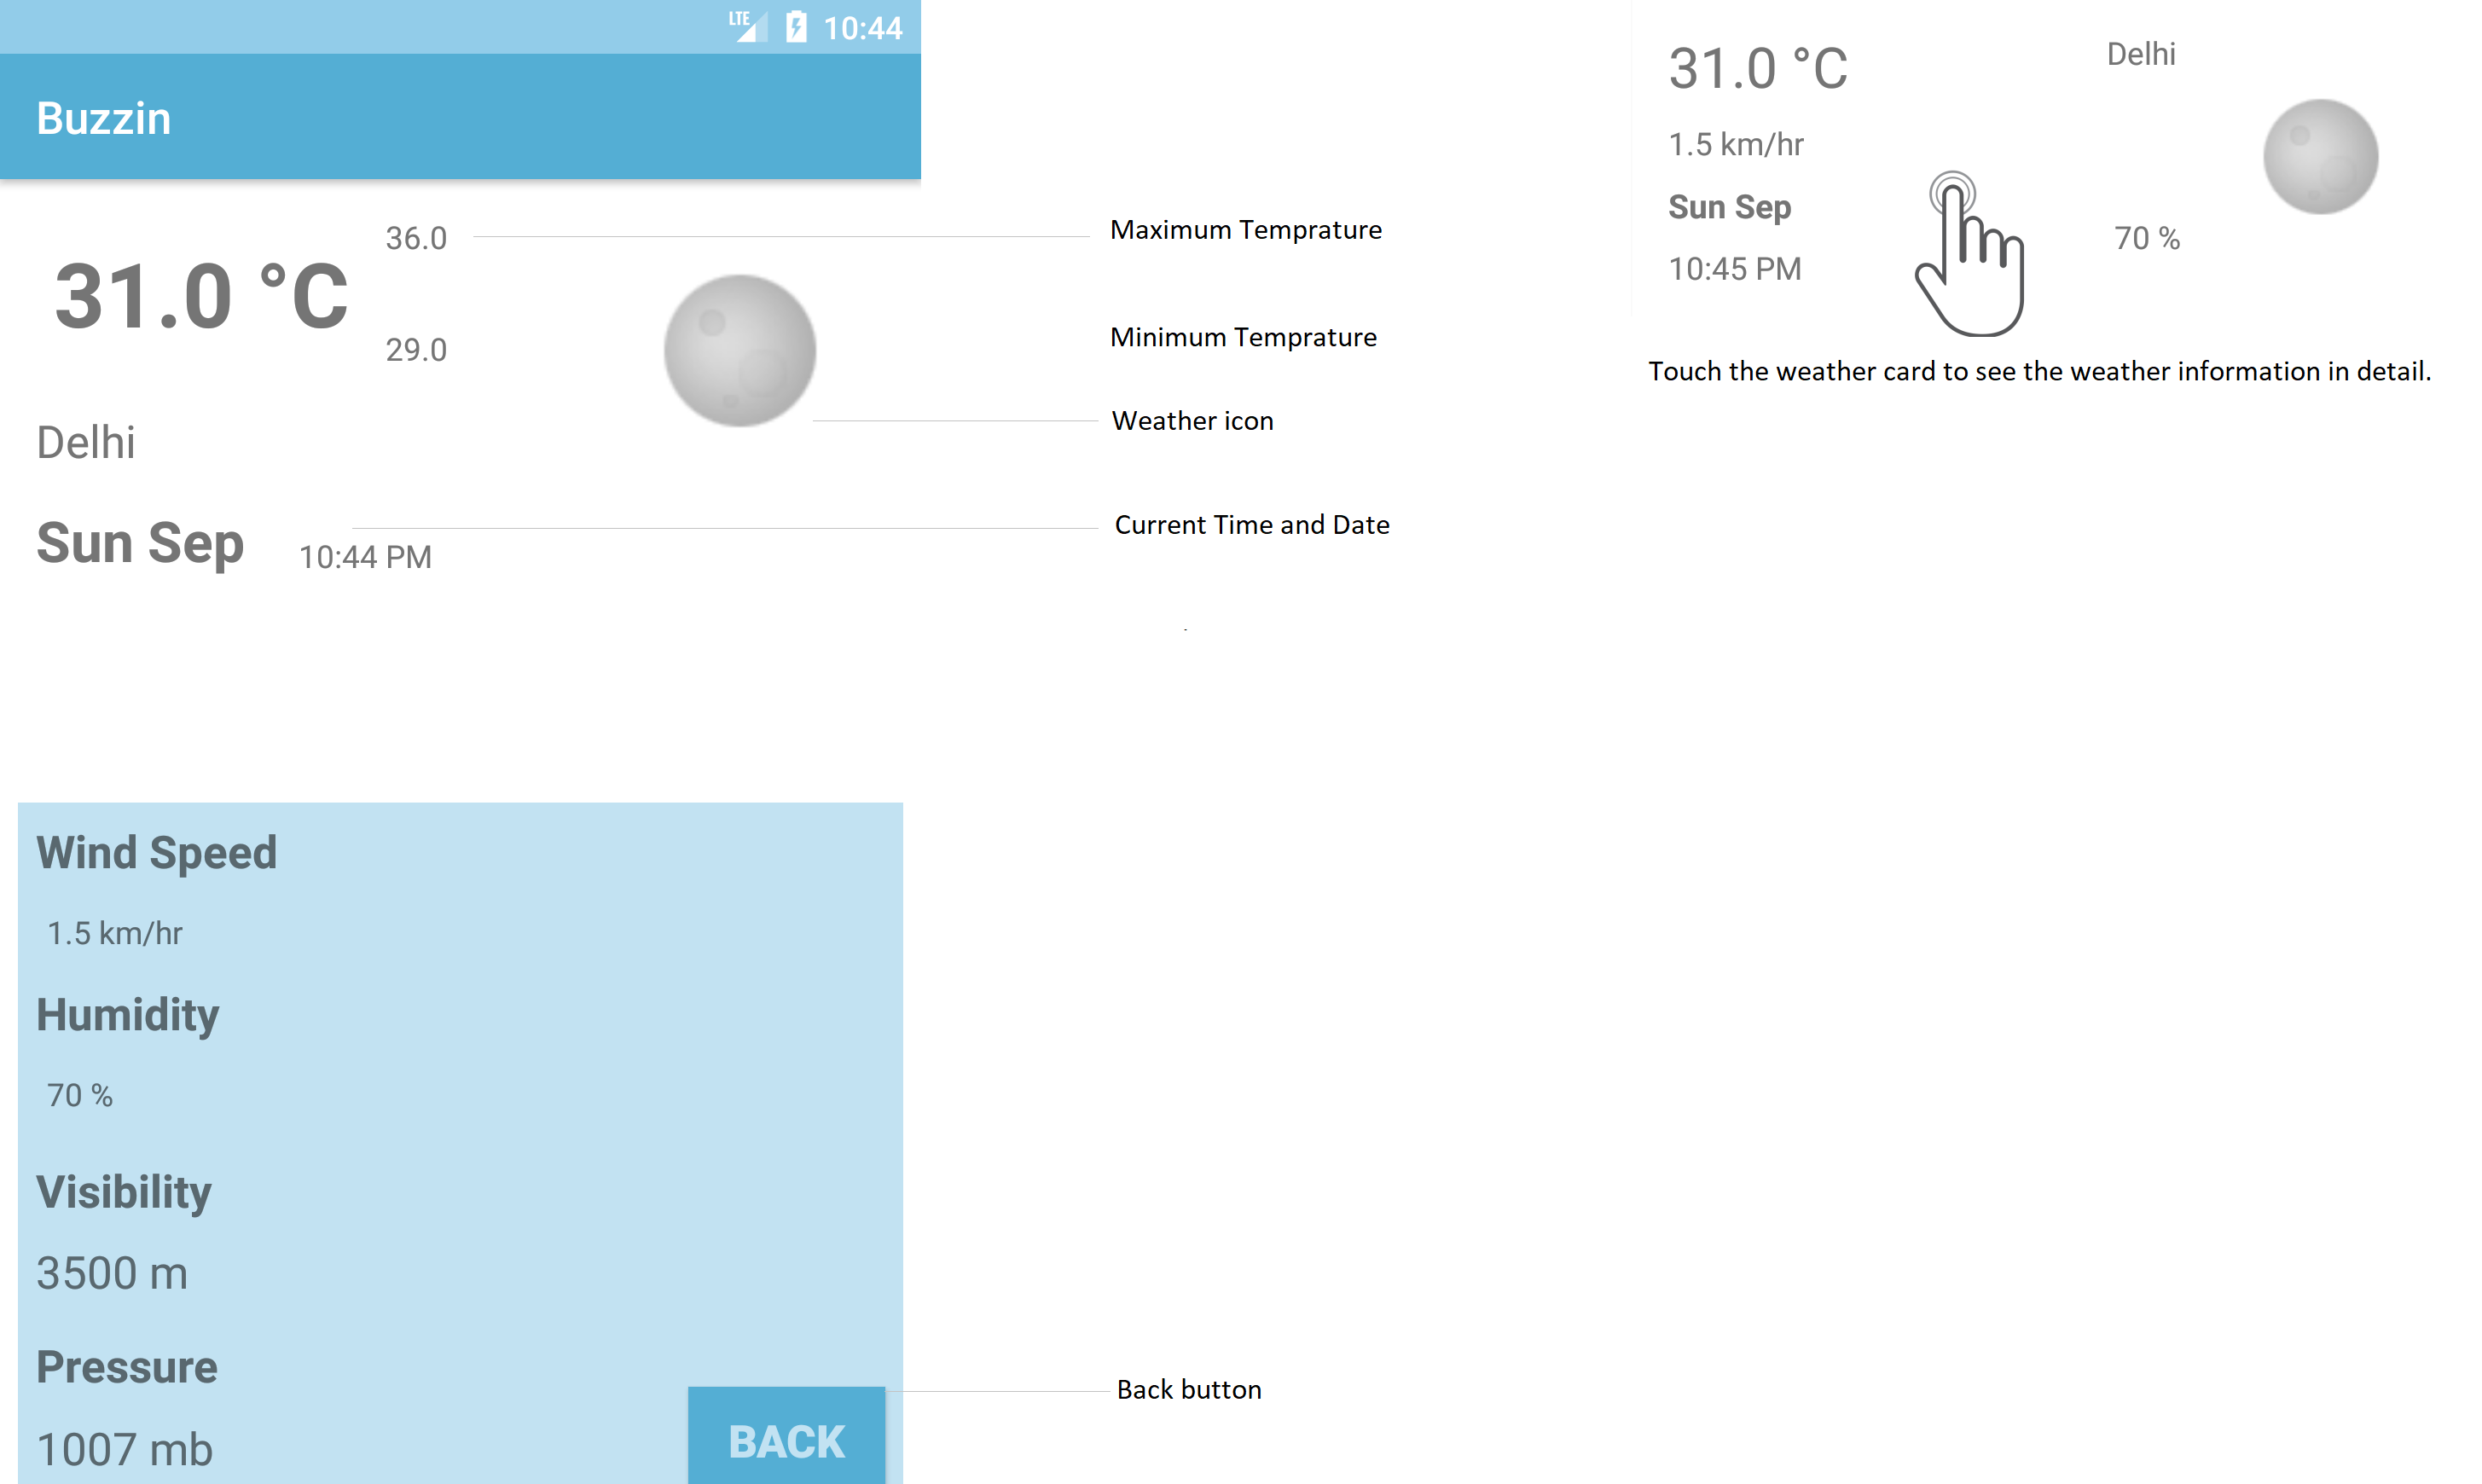 LTE 10:44
Buzzin
36.0
31.0 °C
29.0
Delhi
Sun Sep
10:44 PM
Maximum Temprature
Minimum Temprature
Weather icon
Current Time and Date
31.0 °C
Delhi
1.5 km/hr
Sun Sep
70 %
10:45 PM
Touch the weather card to see the weather information in detail.
Wind Speed
1.5 km/hr
Humidity
70 %
Visibility
3500 m
Pressure
1007 mb
BACK
Back button